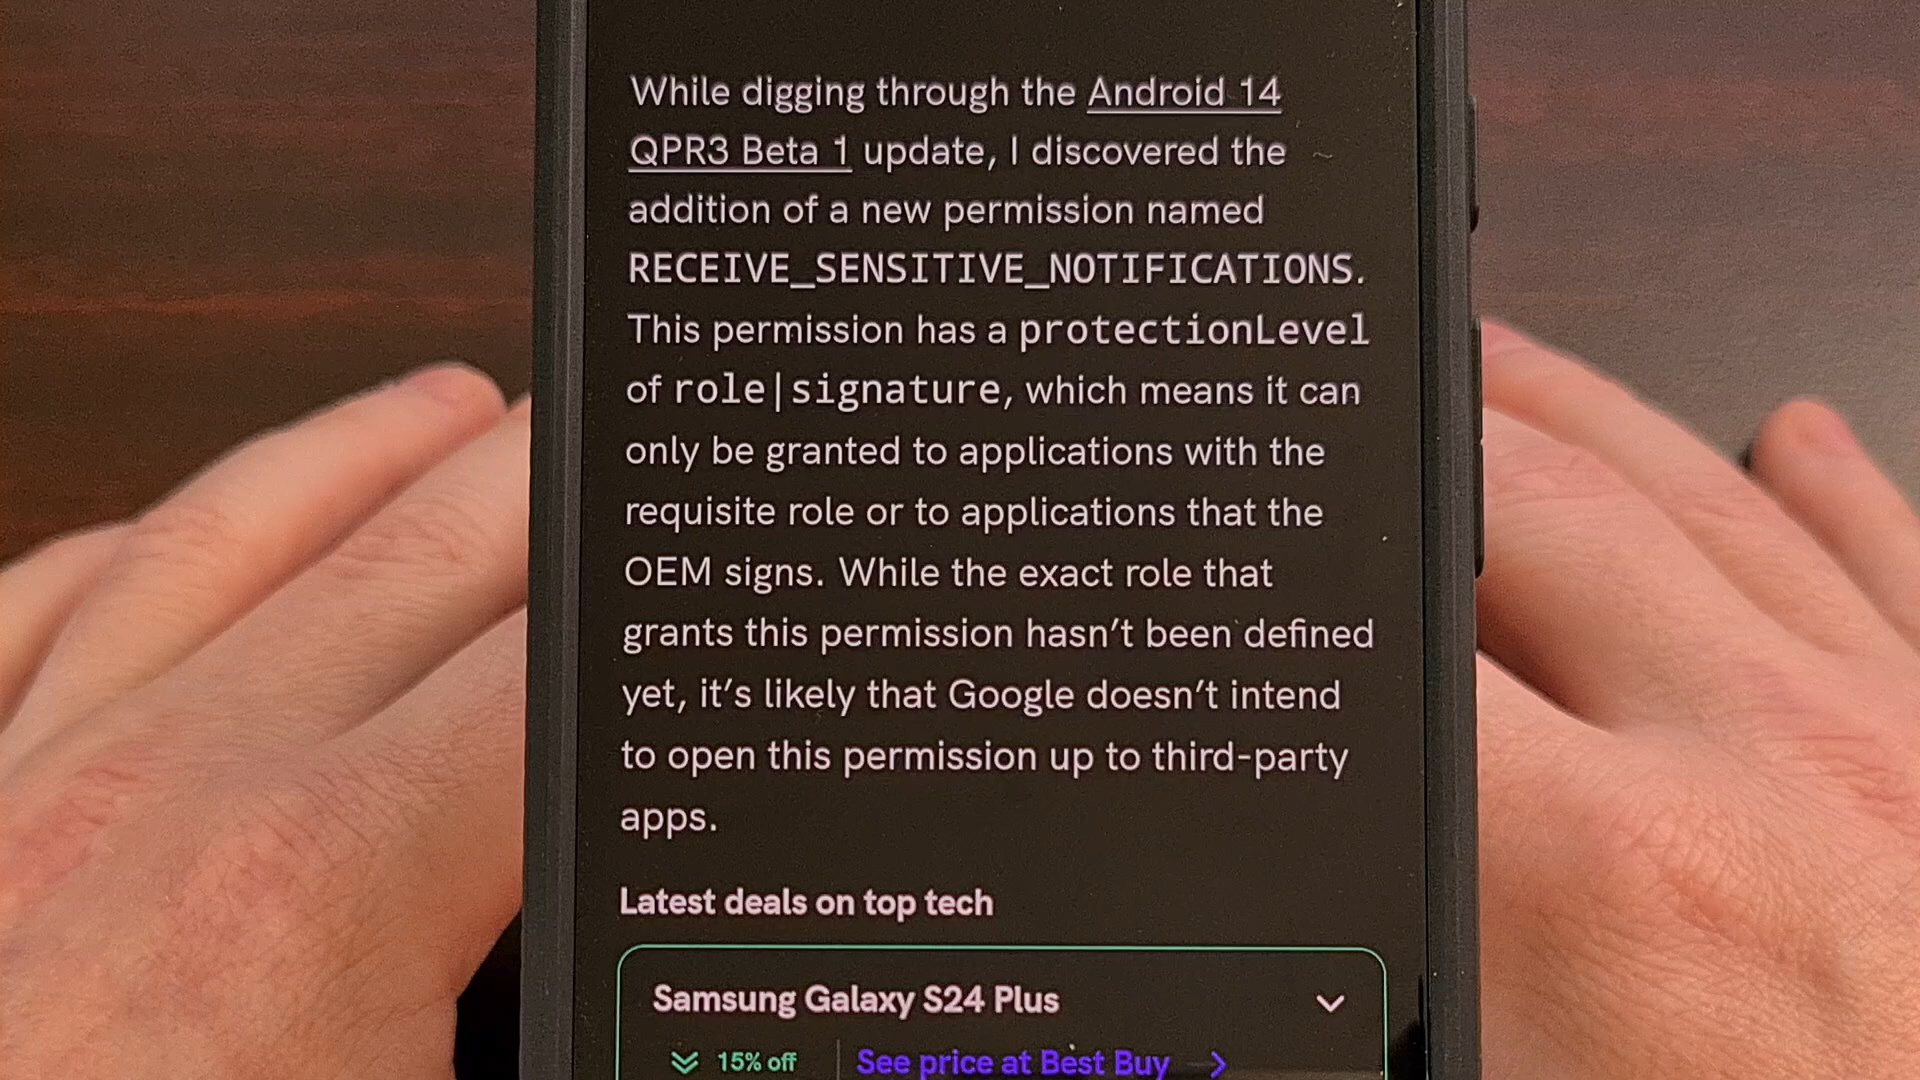 While digging through the Android 14
QPR3 Beta 1 update, I discovered the
addition of a new permission named
RECEIVE_SENSITIVE_NOTIFICATIONS.
This permission has a protectionLevel
of role|signature, which means it can
only be granted to applications with the
requisite role or to applications that the
OEM signs. While the exact role that
grants this permission hasn’t been defined
yet, it’s likely that Google doesn’t intend
to open this permission up to third-party
apps.
Latest deals on top tech
Samsung Galaxy S24 Plus
15% off See price at Best Buy